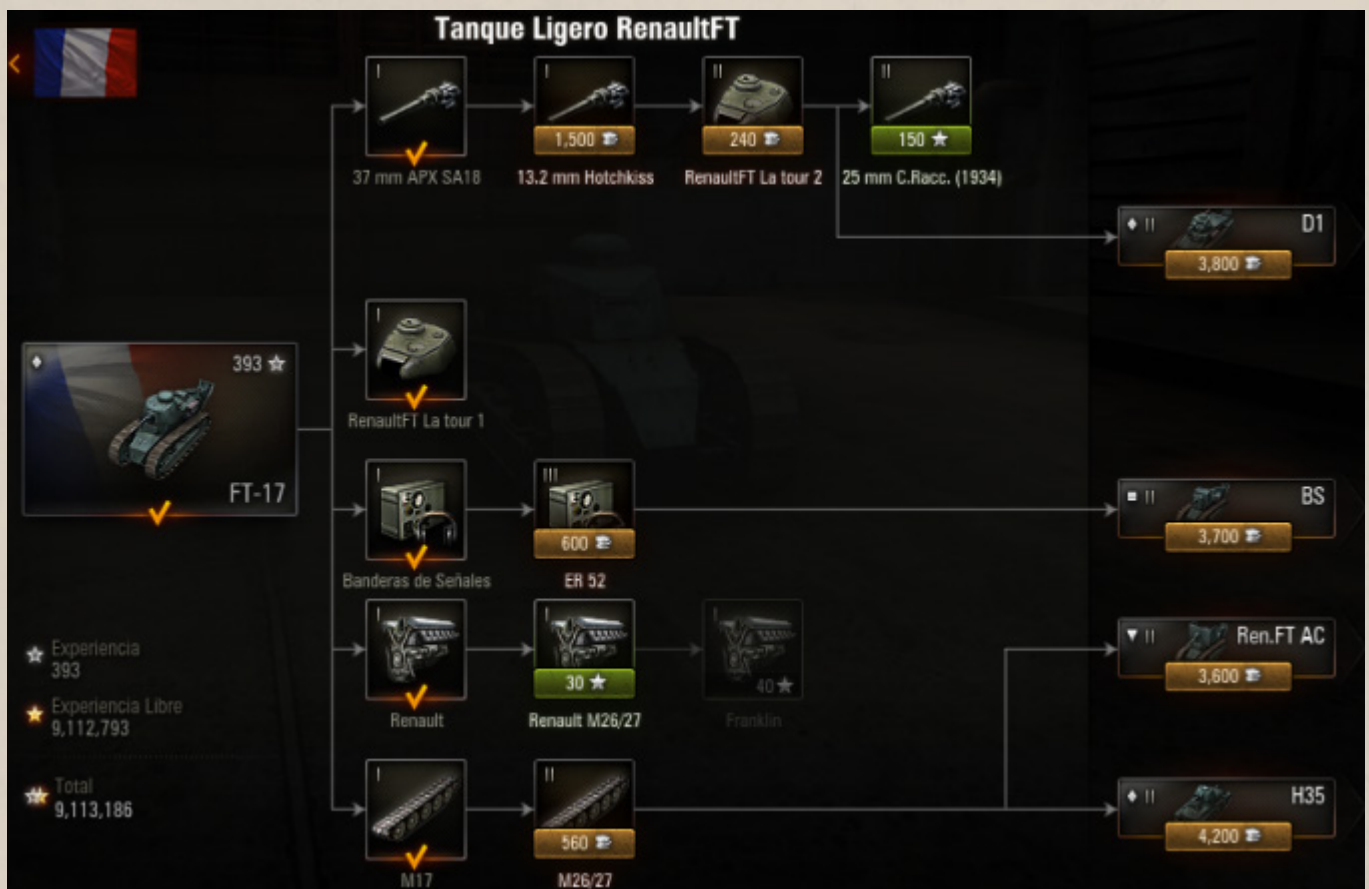 Tanque Ligero RenaultFT
I
37 mm APX SA18
I
1,500
13.2 mm Hotchkiss
II
240
RenaultFT La tour 2
II
150
25 mm C.Racc. (1934)
II
D1
3,800
I
RenaultFT La tour 1
393
FT-17
I
Banderas de Señales
III
600
ER 52
II
BS
3,700
I
Renault
I
30
Renault M26/27
40
Franklin
II
Ren.FT AC
3,600
Experiencia
393
Experiencia Libre
9,112,793
Total
9,113,186
I
M17
II
560
M26/27
II
H35
4,200